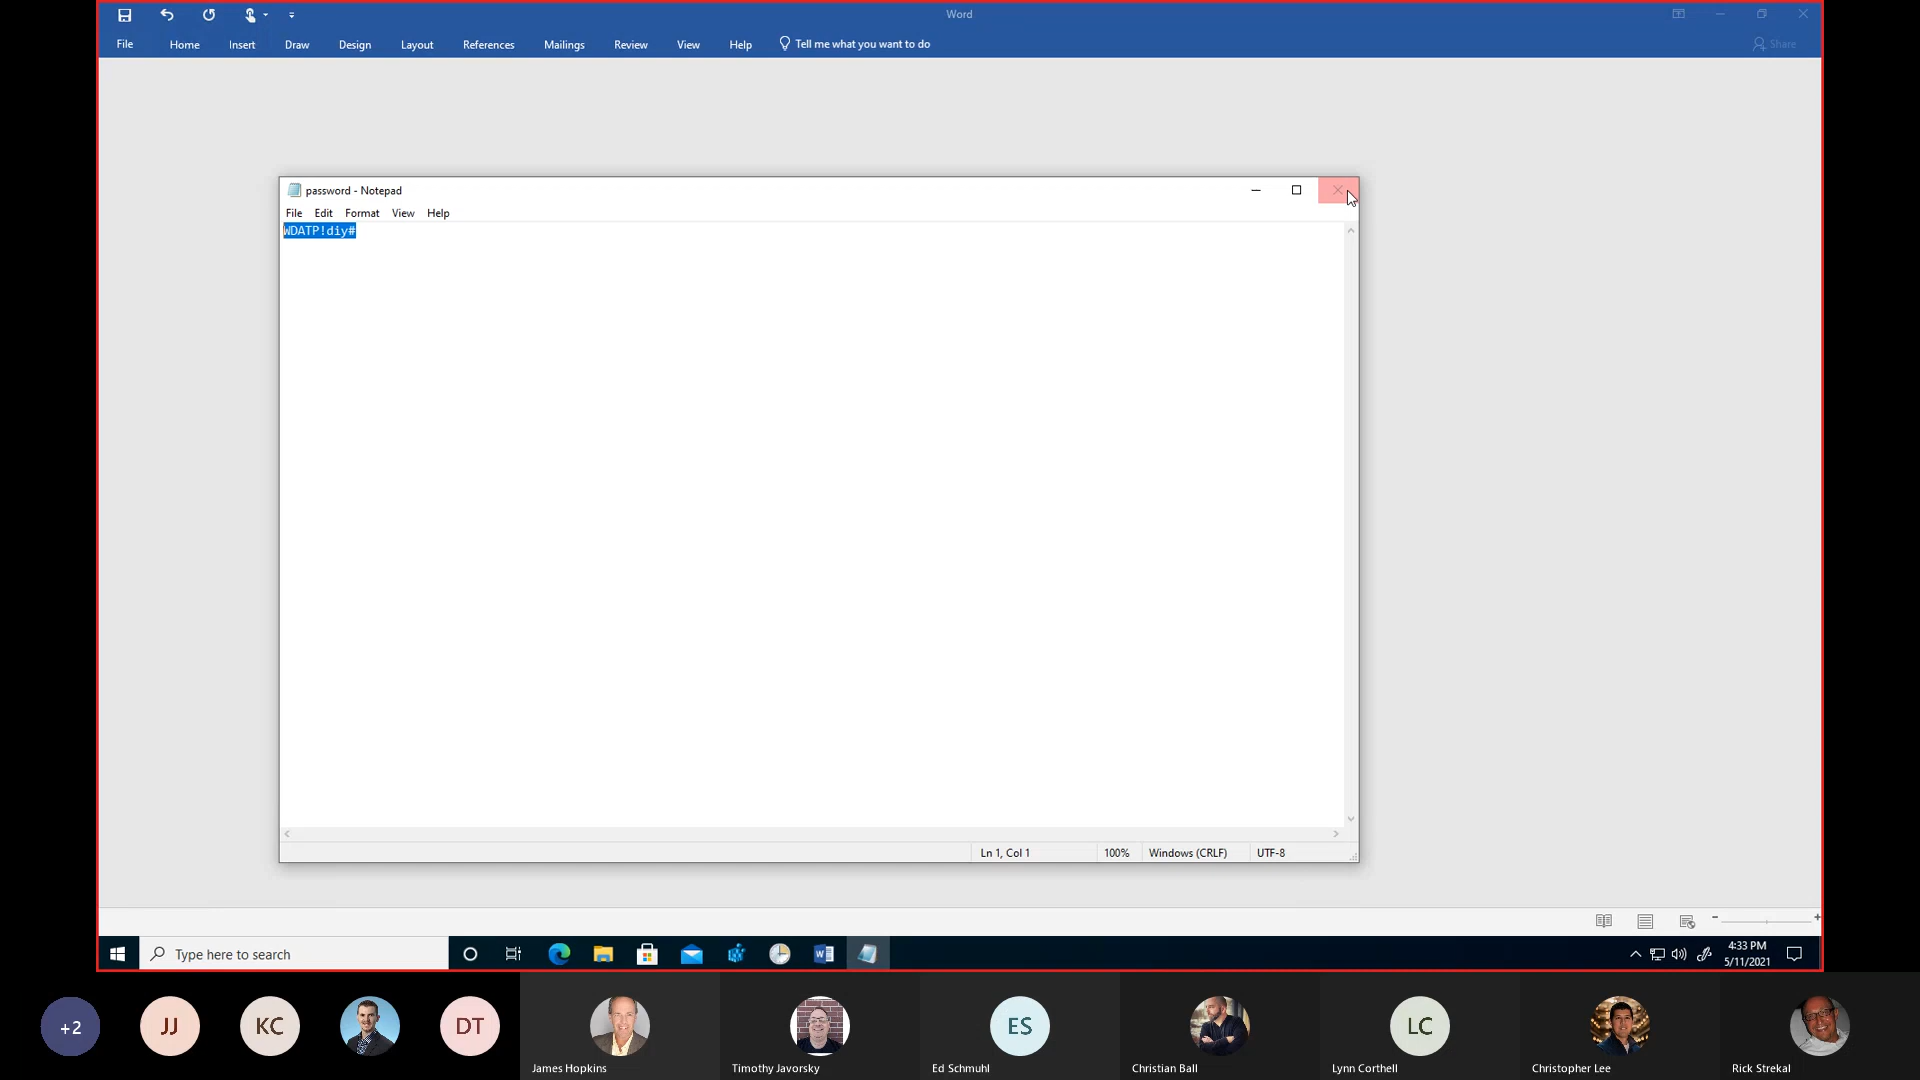 Word
File Home Insert Draw Design Layout References Mailings Review View Help Tell me what you want to do Share
password - Notepad
File Edit Format View Help
WDATP!diy#
Ln 1, Col 1 100% Windows (CRLF) UTF-8
Type here to search
4:33 PM
5/11/2021
+2 JJ KC DT ES LC
James Hopkins Timothy Javorsky Ed Schmuhl Christian Ball Lynn Corthell Christopher Lee Rick Strekal